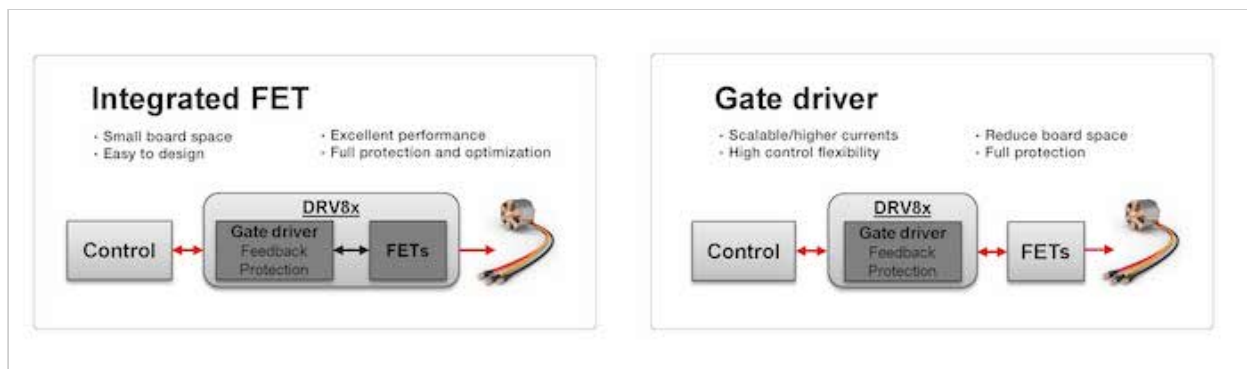 Integrated FET
· Small board space
· Easy to design
· Excellent performance
· Full protection and optimization
DRV8x
Control
Gate driver
Feedback
Protection
FETs
Gate driver
· Scalable/higher currents
· High control flexibility
· Reduce board space
· Full protection
DRV8x
Control
Gate driver
Feedback
Protection
FETs